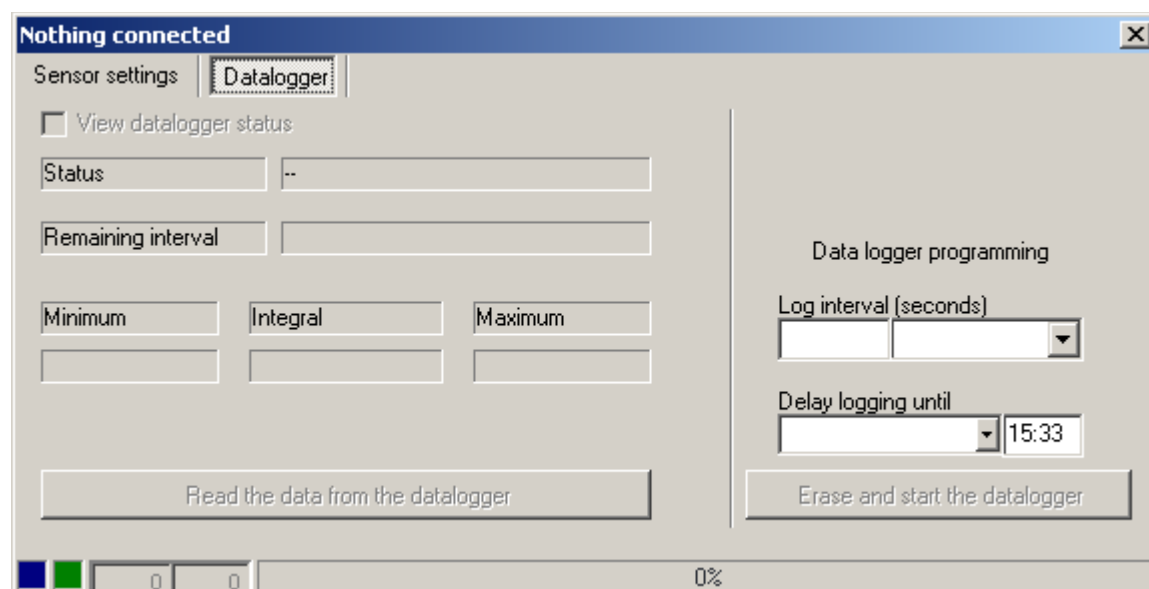 Nothing connected
Sensor settings Datalogger
View datalogger status
Status --
Remaining interval
Minimum Integral Maximum
Read the data from the datalogger
Data logger programming
Log interval (seconds)
Delay logging until
15:33
Erase and start the datalogger
0 0 0%